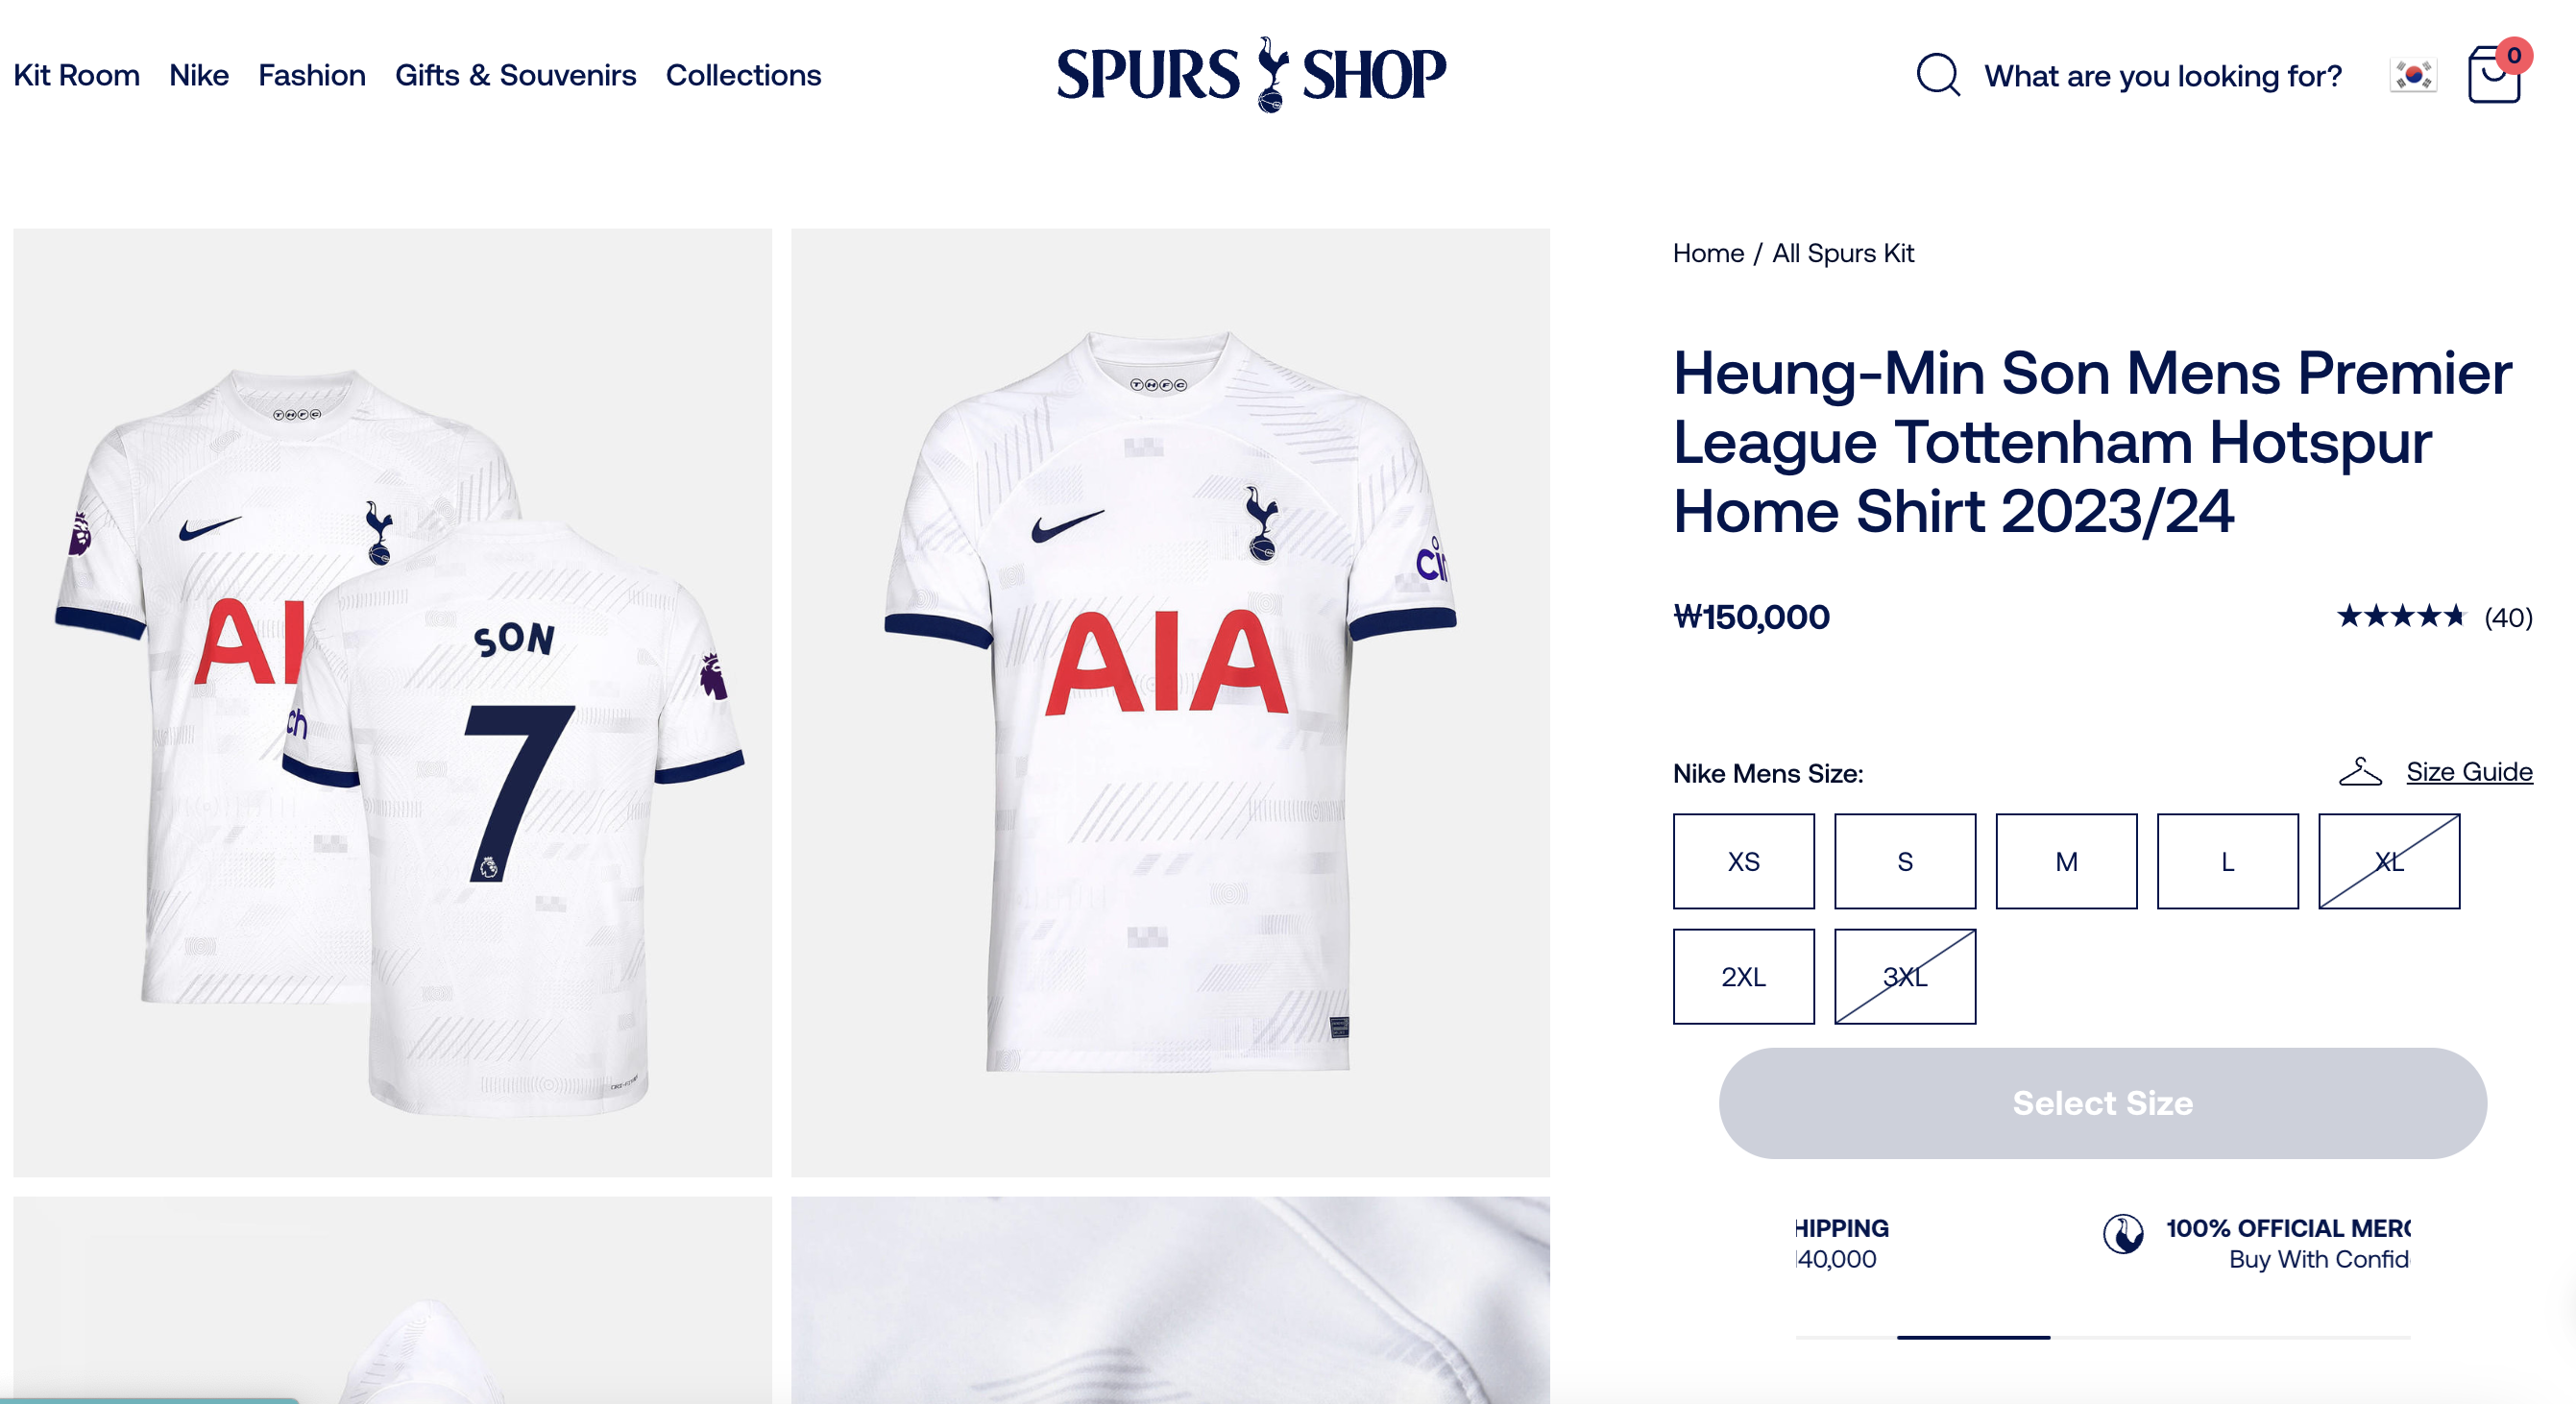 Kit Room Nike Fashion Gifts & Souvenirs Collections
SPURS SHOP
What are you looking for?
0
Home / All Spurs Kit
Heung-Min Son Mens Premier
League Tottenham Hotspur
Home Shirt 2023/24
₩150,000
(40)
Nike Mens Size:
Size Guide
XS S M L XL
2XL 3XL
Select Size
HIPPING
140,000
100% OFFICIAL MERC
Buy With Confid
THFC
AI
ch
SON
7
THFC
cin
AIA